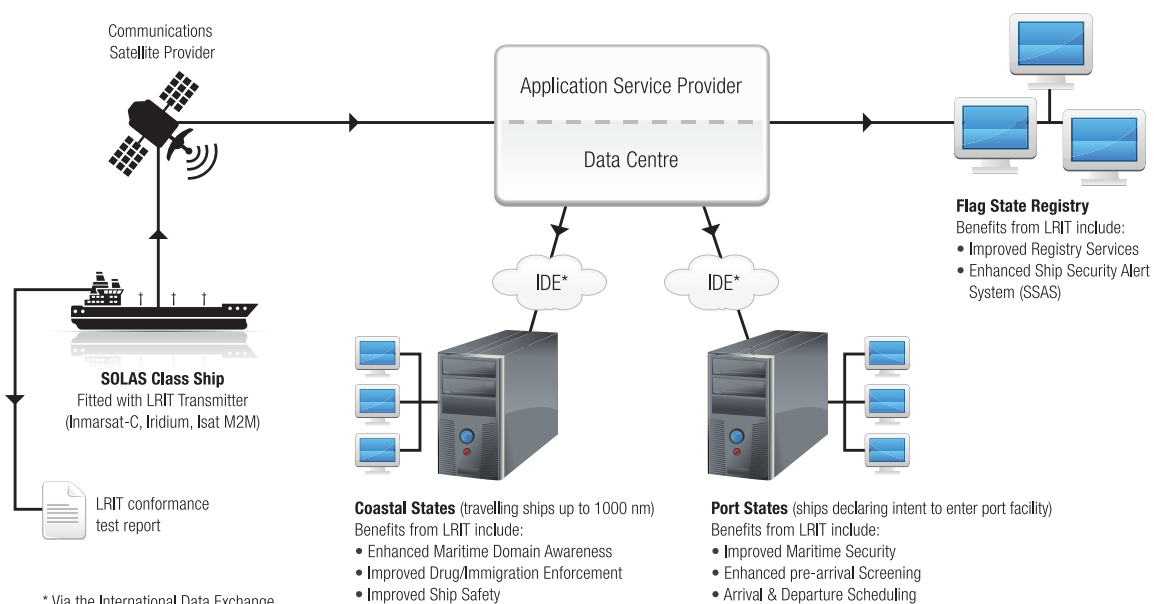 Communications
Satellite Provider
Application Service Provider
Data Centre
Flag State Registry
Benefits from LRIT include:
• Improved Registry Services
• Enhanced Ship Security Alert
System (SSAS)
IDE*
IDE*
SOLAS Class Ship
Fitted with LRIT Transmitter
(Inmarsat-C, Iridium, Isat M2M)
LRIT conformance
test report
Coastal States (travelling ships up to 1000 nm)
Benefits from LRIT include:
• Enhanced Maritime Domain Awareness
• Improved Drug/Immigration Enforcement
• Improved Ship Safety
Port States (ships declaring intent to enter port facility)
Benefits from LRIT include:
• Improved Maritime Security
• Enhanced pre-arrival Screening
• Arrival & Departure Scheduling
* Via the International Data Exchange